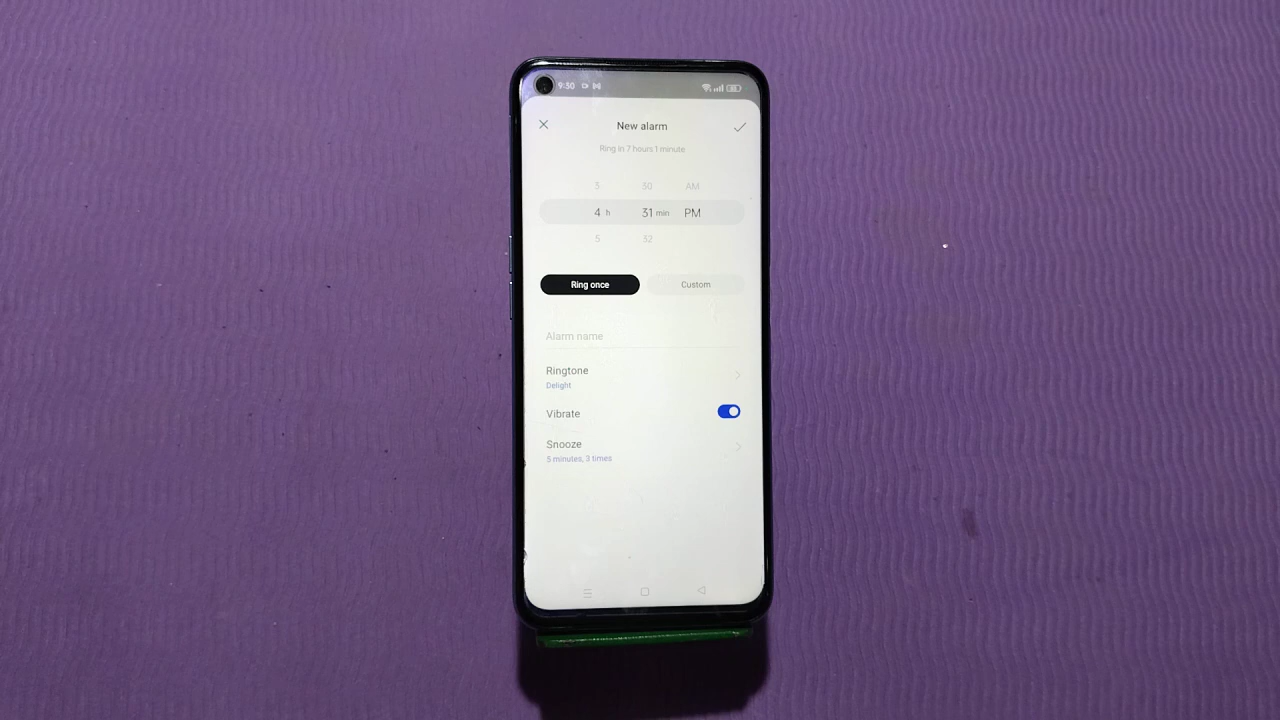 9:30
New alarm
Ring in 7 hours 1 minute
3 30 AM
4 h 31 min PM
5 32
Ring once Custom
Alarm name
Ringtone
Delight
Vibrate
Snooze
5 minutes, 3 times